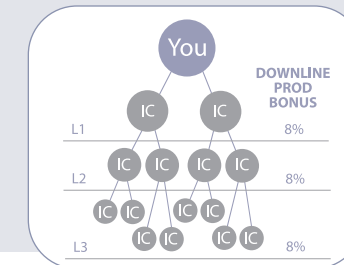 You
DOWNLINE
PROD
BONUS
IC IC
L1 8%
IC IC IC IC
L2 8%
IC IC IC IC
IC IC IC IC
L3 8%